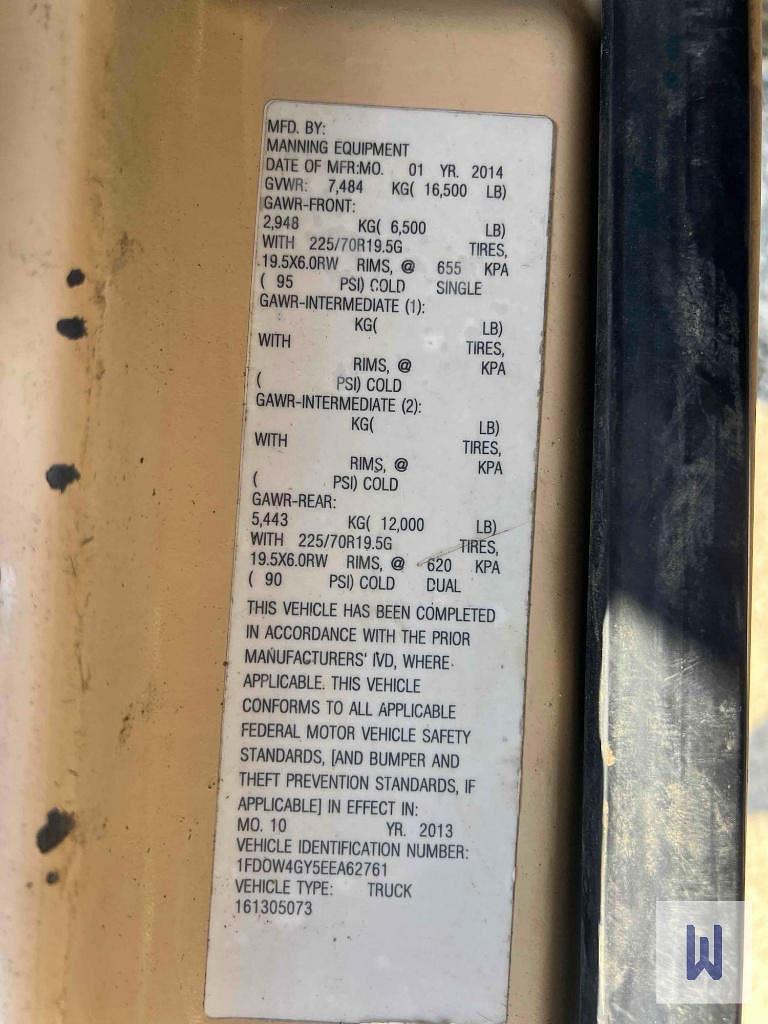 MFD. BY:
MANNING EQUIPMENT
DATE OF MFR:MO. 01 YR. 2014
GVWR: 7,484 KG( 16,500 LB)
GAWR-FRONT:
2,948 KG( 6,500 LB)
WITH 225/70R19.5G TIRES,
19.5X6.0RW RIMS, @ 655 KPA
( 95 PSI) COLD SINGLE
GAWR-INTERMEDIATE (1):
KG( LB)
WITH TIRES,
RIMS, @ KPA
( PSI) COLD
GAWR-INTERMEDIATE (2):
KG( LB)
WITH TIRES,
RIMS, @ KPA
( PSI) COLD
GAWR-REAR:
5,443 KG( 12,000 LB)
WITH 225/70R19.5G TIRES,
19.5X6.0RW RIMS, @ 620 KPA
( 90 PSI) COLD DUAL
THIS VEHICLE HAS BEEN COMPLETED
IN ACCORDANCE WITH THE PRIOR
MANUFACTURERS' IVD, WHERE
APPLICABLE. THIS VEHICLE
CONFORMS TO ALL APPLICABLE
FEDERAL MOTOR VEHICLE SAFETY
STANDARDS, [AND BUMPER AND
THEFT PREVENTION STANDARDS, IF
APPLICABLE] IN EFFECT IN:
MO. 10 YR. 2013
VEHICLE IDENTIFICATION NUMBER:
1FDOW4GY5EEA62761
VEHICLE TYPE: TRUCK
161305073
W